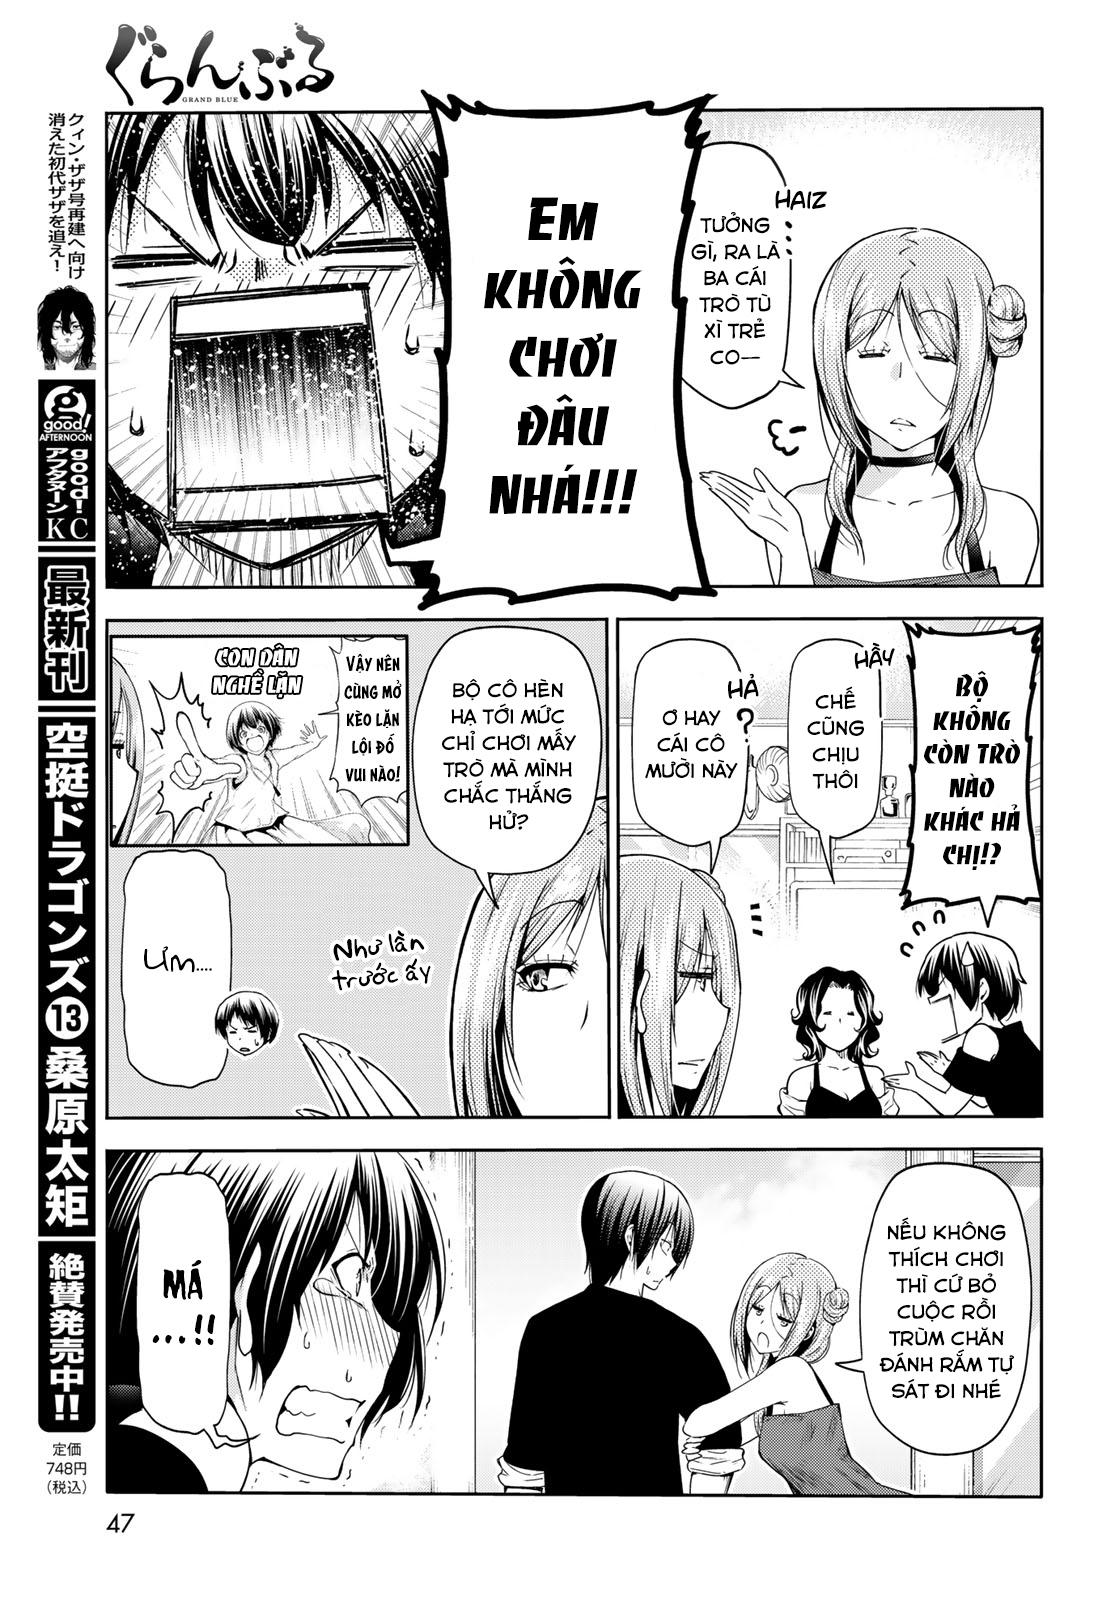 ぐらんぶる
GRAND BLUE
クィン・ザザ号再建へ向け
消えた初代ザザを追え！
good!
AFTERNOON
good!
アフタヌーン
KC
最新刊
空挺ドラゴンズ⑬桑原太矩
絶賛発売中!!
定価
748円
（税込）
HAIZ
TƯỞNG
GÌ, RA LÀ
BA CÁI
TRÒ TÙ
XÌ TRẺ
CO—
EM
KHÔNG
CHƠI
ĐÂU
NHÁ!!!
BỘ
KHÔNG
CÒN TRÒ
NÀO
KHÁC HẢ
CHỊ!?
HẦY
CHẾ
CŨNG
CHỊU
THÔI
HẢ
?
Ơ HAY
CÁI CÔ
MƯỜI NÀY
BỘ CÔ HÈN
HẠ TỚI MỨC
CHỈ CHƠI MẤY
TRÒ MÀ MÌNH
CHẮC THẮNG
HỬ?
VẬY NÊN
CÙNG MỞ
KÈO LẶN
LỘI ĐỐ
VUI NÀO!
CON DÂN
NGHỀ LẶN
Như lần
trước ấy
ƯM....
NẾU KHÔNG
THÍCH CHƠI
THÌ CỨ BỎ
CUỘC RỒI
TRÙM CHĂN
ĐÁNH RẮM TỰ
SÁT ĐI NHÉ
MÁ
...!!
47